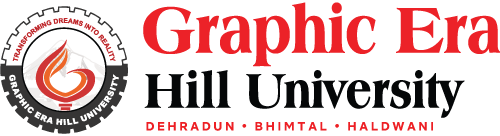 TRANSFORMING DREAMS INTO REALITY
GRAPHIC ERA HILL UNIVERSITY
Graphic Era
Hill University
DEHRADUN • BHIMTAL • HALDWANI